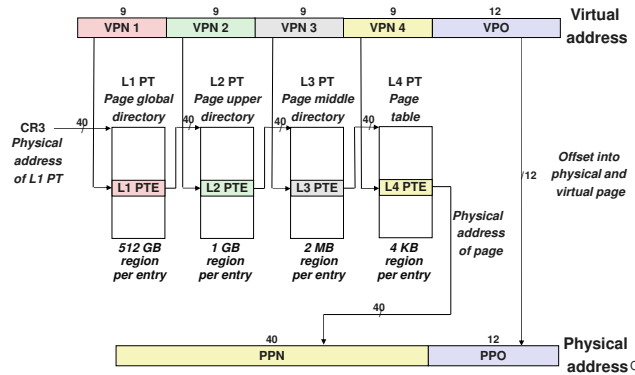 9 9 9 9 12
VPN 1 VPN 2 VPN 3 VPN 4 VPO
Virtual
address
L1 PT
Page global
directory
L2 PT
Page upper
directory
L3 PT
Page middle
directory
L4 PT
Page
table
CR3
Physical
address
of L1 PT
40
40
40
40
L1 PTE
L2 PTE
L3 PTE
L4 PTE
512 GB
region
per entry
1 GB
region
per entry
2 MB
region
per entry
4 KB
region
per entry
Physical
address
of page
/12
Offset into
physical and
virtual page
40
40 12
PPN PPO
Physical
address